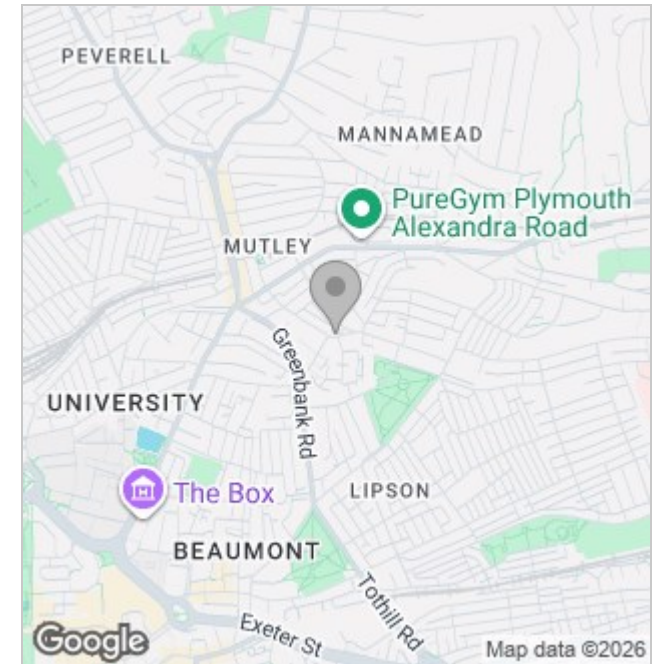 PEVERELL
MANNAMEAD
PureGym Plymouth
Alexandra Road
MUTLEY
Greenbank Rd
UNIVERSITY
The Box
LIPSON
BEAUMONT
Tothill Rd
Exeter St
Google
Map data ©2026